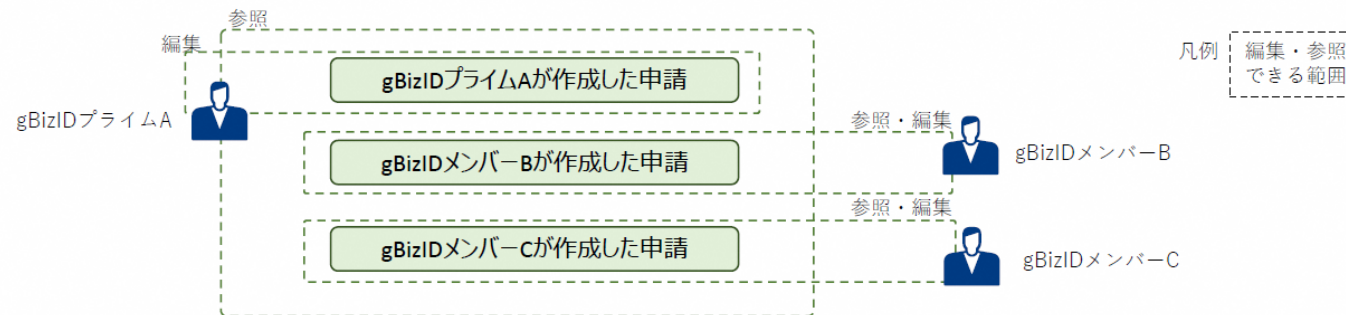 参照
編集
凡例
編集・参照
できる範囲
gBizIDプライムAが作成した申請
gBizIDプライムA
参照・編集
gBizIDメンバーBが作成した申請
gBizIDメンバーB
参照・編集
gBizIDメンバーCが作成した申請
gBizIDメンバーC